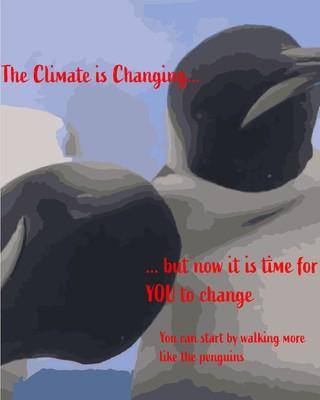 The Climate is Changing...
... but now it is time for
YOU to change
You can start by walking more
like the penguins